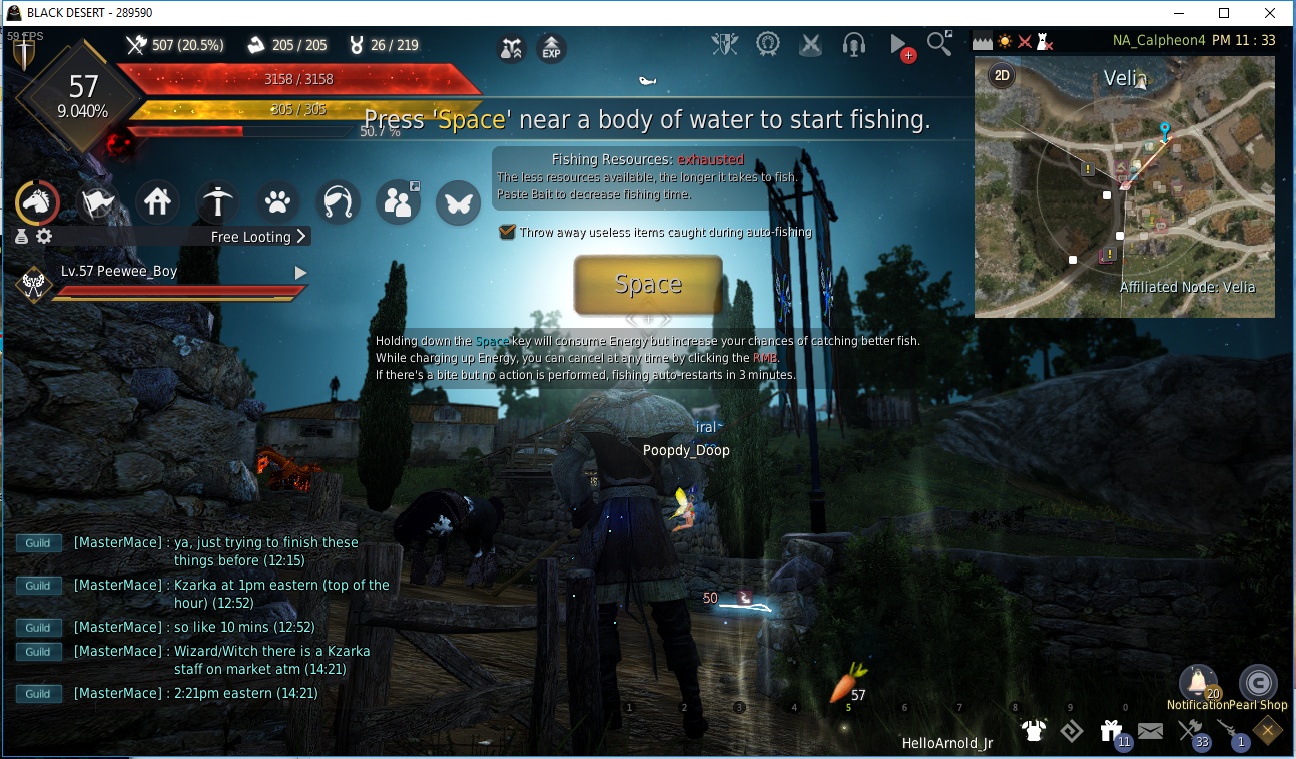 BLACK DESERT - 289590
59 FPS
507 (20.5%)
205 / 205
26 / 219
EXP
NA_Calpheon4 PM 11 : 33
57
9.040%
3158 / 3158
305 / 305
50.7 %
2D
Velia
Press 'Space' near a body of water to start fishing.
Fishing Resources: exhausted
The less resources available, the longer it takes to fish.
Paste Bait to decrease fishing time.
Throw away useless items caught during auto-fishing
Free Looting
Lv.57 Peewee_Boy
Space
Affiliated Node: Velia
Holding down the Space key will consume Energy but increase your chances of catching better fish.
While charging up Energy, you can cancel at any time by clicking the RMB.
If there's a bite but no action is performed, fishing auto-restarts in 3 minutes.
iral~
Poopdy_Doop
Guild [MasterMace] : ya, just trying to finish these
things before (12:15)
Guild [MasterMace] : Kzarka at 1pm eastern (top of the
hour) (12:52)
Guild [MasterMace] : so like 10 mins (12:52)
Guild [MasterMace] : Wizard/Witch there is a Kzarka
staff on market atm (14:21)
Guild [MasterMace] : 2:21pm eastern (14:21)
50
57
20
Notification Pearl Shop
1 2 3 4 5 6 7 8 9 0
11 33 1
HelloArnold_Jr